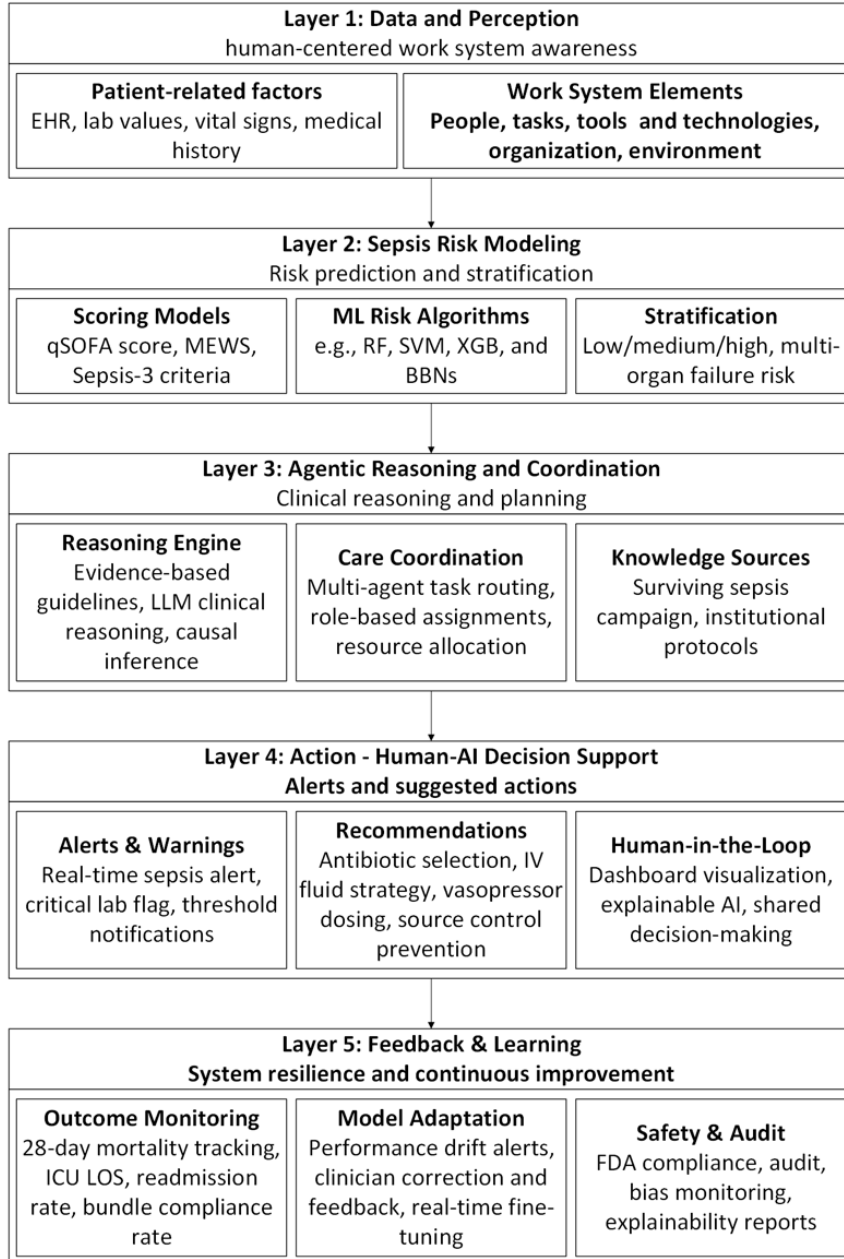 Layer 1: Data and Perception
human-centered work system awareness
Patient-related factors
EHR, lab values, vital signs, medical
history
Work System Elements
People, tasks, tools and technologies,
organization, environment
Layer 2: Sepsis Risk Modeling
Risk prediction and stratification
Scoring Models
qSOFA score, MEWS,
Sepsis-3 criteria
ML Risk Algorithms
e.g., RF, SVM, XGB, and
BBNs
Stratification
Low/medium/high, multi-
organ failure risk
Layer 3: Agentic Reasoning and Coordination
Clinical reasoning and planning
Reasoning Engine
Evidence-based
guidelines, LLM clinical
reasoning, causal
inference
Care Coordination
Multi-agent task routing,
role-based assignments,
resource allocation
Knowledge Sources
Surviving sepsis
campaign, institutional
protocols
Layer 4: Action - Human-AI Decision Support
Alerts and suggested actions
Alerts & Warnings
Real-time sepsis alert,
critical lab flag, threshold
notifications
Recommendations
Antibiotic selection, IV
fluid strategy, vasopressor
dosing, source control
prevention
Human-in-the-Loop
Dashboard visualization,
explainable AI, shared
decision-making
Layer 5: Feedback & Learning
System resilience and continuous improvement
Outcome Monitoring
28-day mortality tracking,
ICU LOS, readmission
rate, bundle compliance
rate
Model Adaptation
Performance drift alerts,
clinician correction and
feedback, real-time fine-
tuning
Safety & Audit
FDA compliance, audit,
bias monitoring,
explainability reports